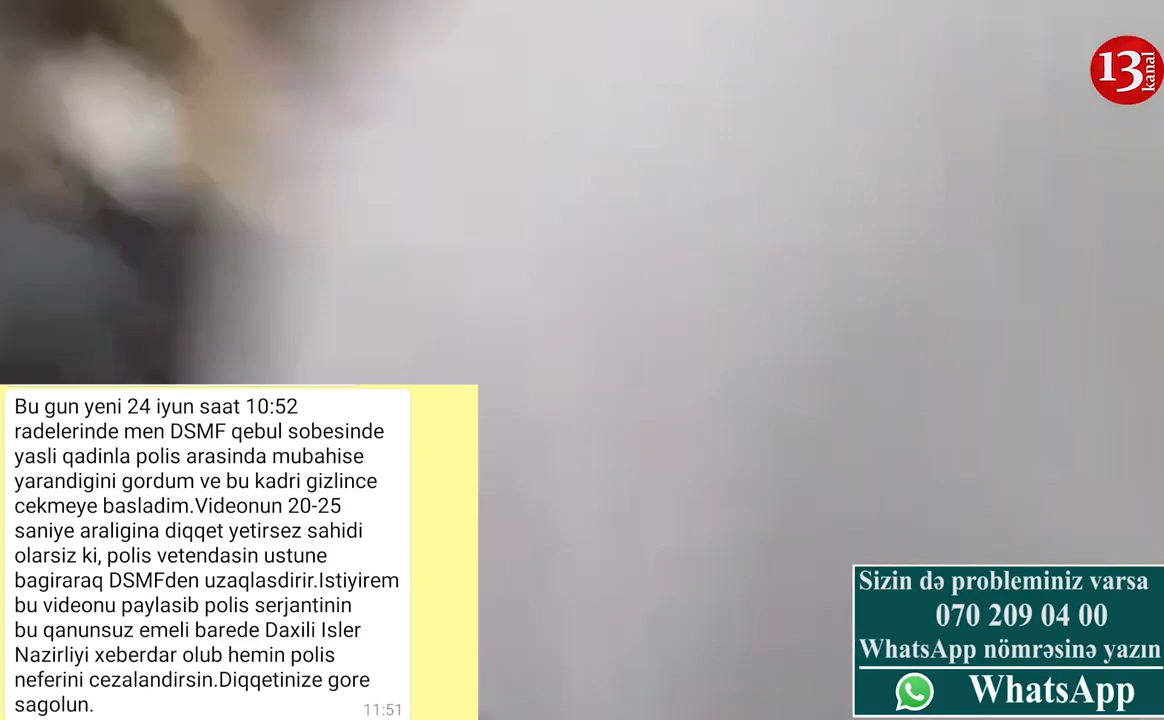 13
kanal
Bu gun yeni 24 iyun saat 10:52
radelerinde men DSMF qebul sobesinde
yasli qadinla polis arasinda mubahise
yarandigini gordum ve bu kadri gizlince
cekmeye basladim.Videonun 20-25
saniye araligina diqqet yetirsez sahidi
olarsiz ki, polis vetendasin ustune
bagiraraq DSMFden uzaqlasdirir.Istiyirem
bu videonu paylasib polis serjantinin
bu qanunsuz emeli barede Daxili Isler
Nazirliyi xeberdar olub hemin polis
neferini cezalandirsin.Diqqetinize gore
sagolun.
11:51
Sizin də probleminiz varsa
070 209 04 00
WhatsApp nömrəsinə yazın
WhatsApp